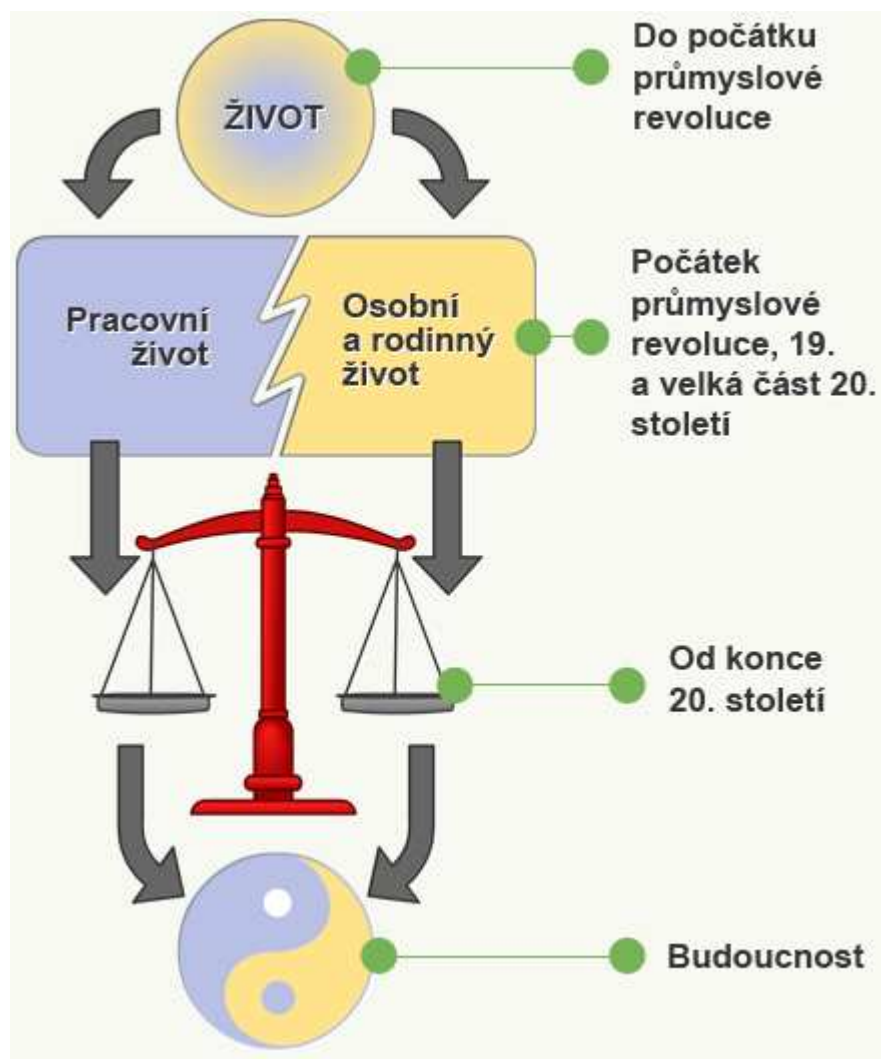 ŽIVOT
Do počátku
průmyslové
revoluce
Pracovní
život
Osobní
a rodinný
život
Počátek
průmyslové
revoluce, 19.
a velká část 20.
století
Od konce
20. století
Budoucnost